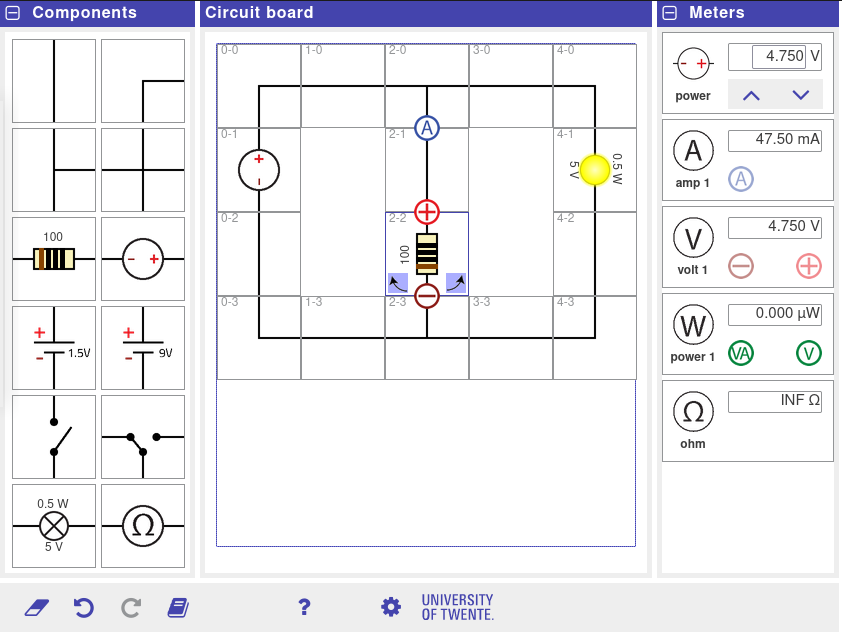 Components
Circuit board
Meters
100
1.5V
9V
0.5 W
5 V
Ω
0-0
1-0
2-0
3-0
4-0
0-1
2-1
4-1
0-2
2-2
4-2
0-3
1-3
2-3
3-3
4-3
A
5 V
0.5 W
100
4.750 V
power
A
47.50 mA
amp 1
A
V
4.750 V
volt 1
W
0.000 µW
power 1
VA
V
Ω
INF Ω
ohm
?
UNIVERSITY
OF TWENTE.